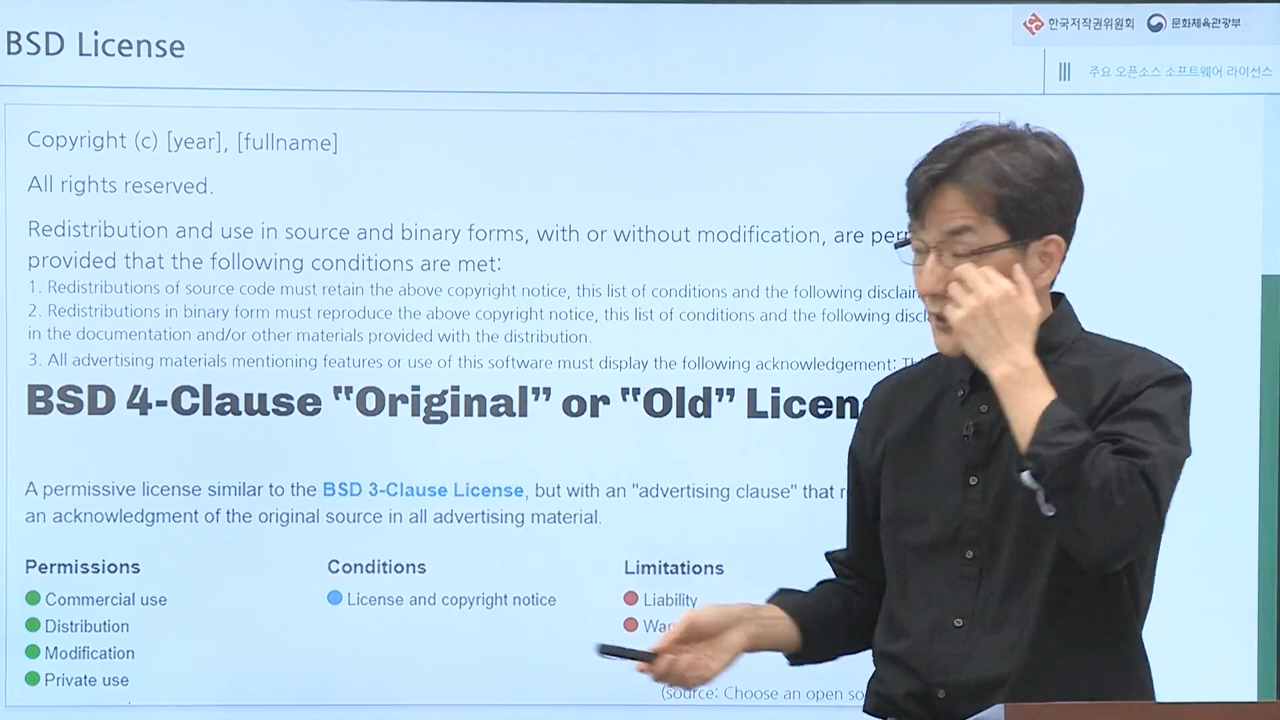 BSD License
한국저작권위원회 문화체육관광부
주요 오픈소스 소프트웨어 라이선스
Copyright (c) [year], [fullname]
All rights reserved.
Redistribution and use in source and binary forms, with or without modification, are
provided that the following conditions are met:
1. Redistributions of source code must retain the above copyright notice, this list of conditions and the following
2. Redistributions in binary form must reproduce the above copyright notice, this list of conditions and the following
in the documentation and/or other materials provided with the distribution.
3. All advertising materials mentioning features or use of this software must display the following acknowledgement:
BSD 4-Clause "Original" or "Old"
A permissive license similar to the BSD 3-Clause License, but with an "advertising clause" that
an acknowledgment of the original source in all advertising material.
Permissions
Commercial use
Distribution
Modification
Private use
Conditions
License and copyright notice
Limitations
Liability
(source: Choose an open